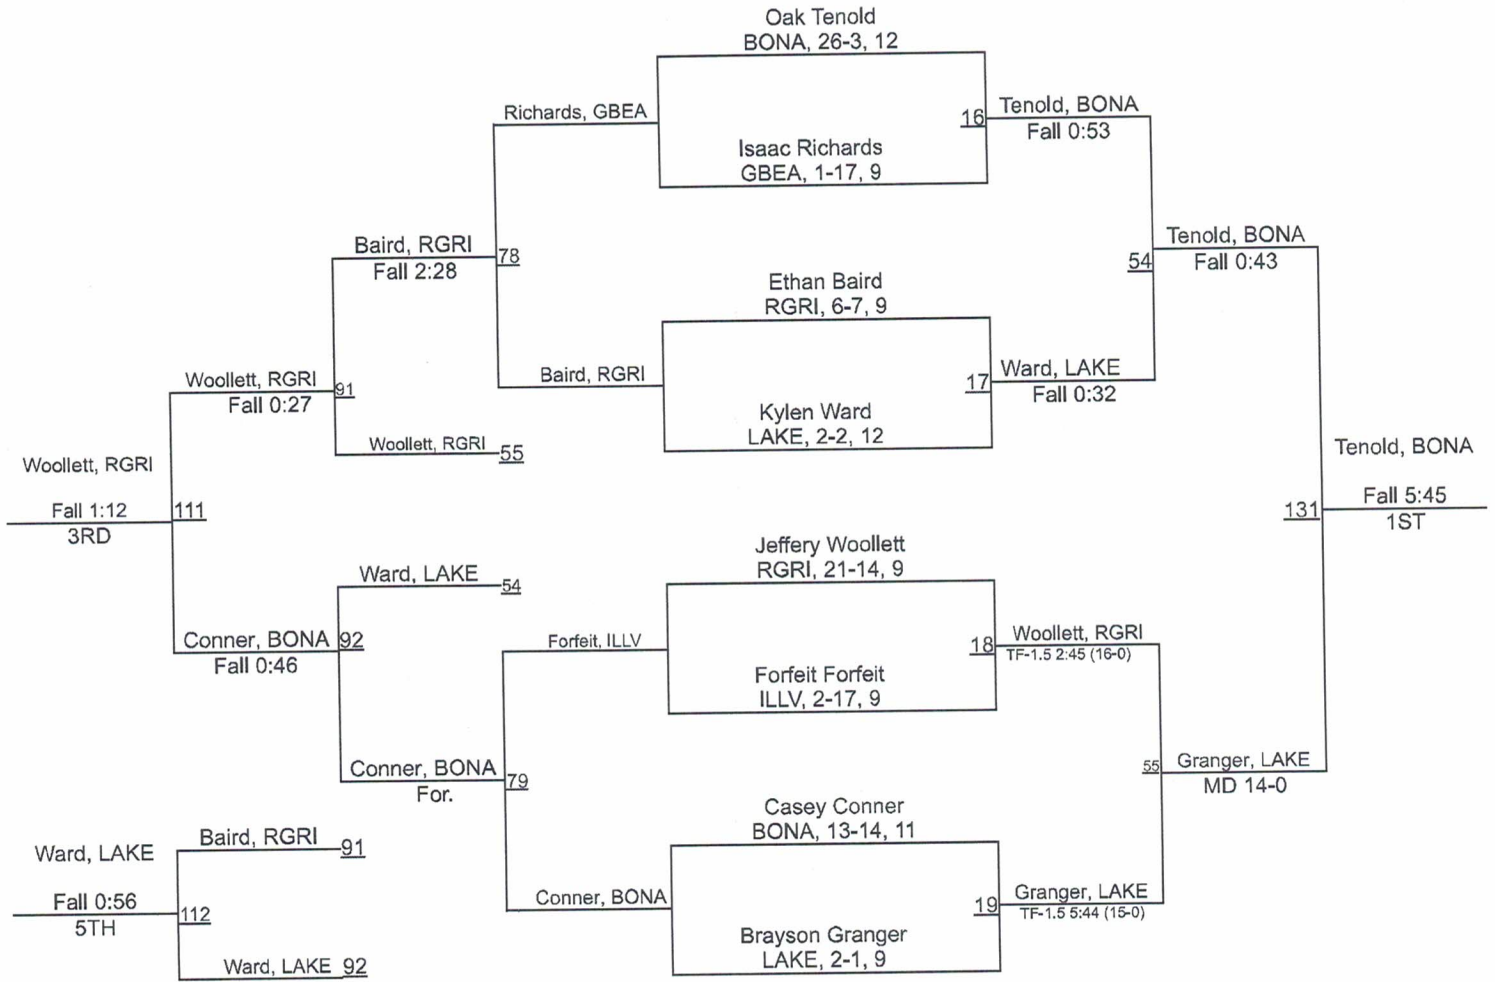 Oak Tenold
BONA, 26-3, 12
Richards, GBEA
16
Tenold, BONA
Fall 0:53
Isaac Richards
GBEA, 1-17, 9
Baird, RGRI
Fall 2:28
78
Tenold, BONA
Fall 0:43
54
Ethan Baird
RGRI, 6-7, 9
Woollett, RGRI
Fall 0:27
91
Baird, RGRI
17
Ward, LAKE
Fall 0:32
Kylen Ward
LAKE, 2-2, 12
Woollett, RGRI
55
Woollett, RGRI
Fall 1:12
3RD
111
Tenold, BONA
Fall 5:45
1ST
131
Jeffery Woollett
RGRI, 21-14, 9
Ward, LAKE
54
Conner, BONA
Fall 0:46
92
Forfeit, ILLV
18
Woollett, RGRI
TF-1.5 2:45 (16-0)
Forfeit Forfeit
ILLV, 2-17, 9
Conner, BONA
For.
79
55
Granger, LAKE
MD 14-0
Casey Conner
BONA, 13-14, 11
Baird, RGRI
91
Ward, LAKE
Fall 0:56
5TH
112
Conner, BONA
19
Granger, LAKE
TF-1.5 5:44 (15-0)
Brayson Granger
LAKE, 2-1, 9
Ward, LAKE
92